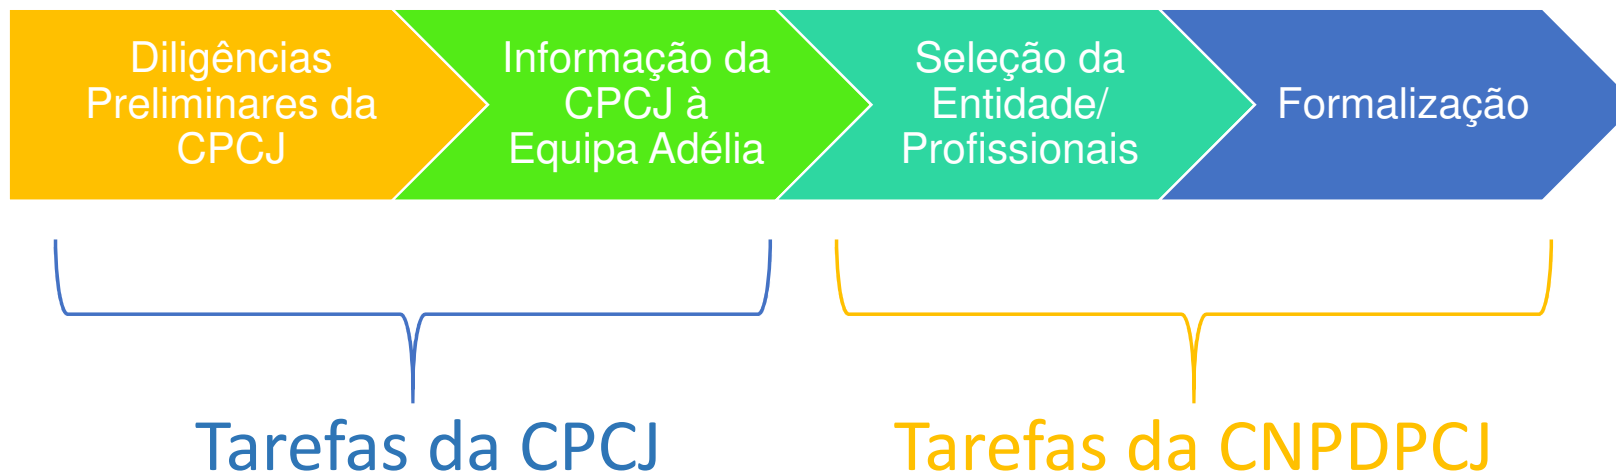 Diligências
Preliminares da
CPCJ
Informação da
CPCJ à
Equipa Adélia
Seleção da
Entidade/
Profissionais
Formalização
Tarefas da CPCJ
Tarefas da CNPDPCJ